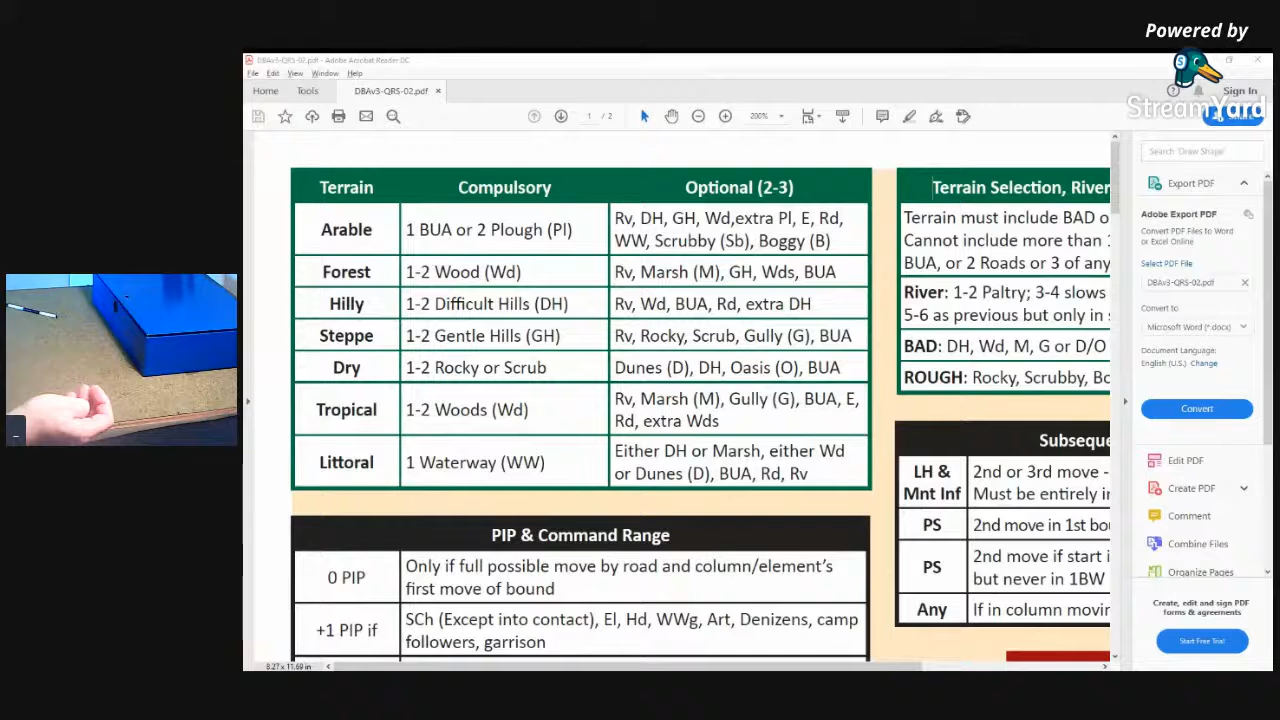 Powered by
StreamYard
DBAv3-QRS-02.pdf - Adobe Acrobat Reader DC
File Edit View Window Help
Home Tools DBAv3-QRS-02.pdf × Sign In
1 / 2 200%
Terrain Compulsory Optional (2-3)
Arable 1 BUA or 2 Plough (Pl) Rv, DH, GH, Wd,extra Pl, E, Rd,
WW, Scrubby (Sb), Boggy (B)
Forest 1-2 Wood (Wd) Rv, Marsh (M), GH, Wds, BUA
Hilly 1-2 Difficult Hills (DH) Rv, Wd, BUA, Rd, extra DH
Steppe 1-2 Gentle Hills (GH) Rv, Rocky, Scrub, Gully (G), BUA
Dry 1-2 Rocky or Scrub Dunes (D), DH, Oasis (O), BUA
Tropical 1-2 Woods (Wd) Rv, Marsh (M), Gully (G), BUA, E,
Rd, extra Wds
Littoral 1 Waterway (WW) Either DH or Marsh, either Wd
or Dunes (D), BUA, Rd, Rv
PIP & Command Range
0 PIP Only if full possible move by road and column/element's
first move of bound
+1 PIP if SCh (Except into contact), El, Hd, WWg, Art, Denizens, camp
followers, garrison
8.27 x 11.69 in
Terrain Selection, River
Terrain must include BAD o
Cannot include more than
BUA, or 2 Roads or 3 of any
River: 1-2 Paltry; 3-4 slows
5-6 as previous but only in
BAD: DH, Wd, M, G or D/O
ROUGH: Rocky, Scrubby, Bo
Subseque
LH & 2nd or 3rd move -
Mnt Inf Must be entirely i
PS 2nd move in 1st bou
PS 2nd move if start i
but never in 1BW
Any If in column movin
Search 'Draw Shape'
Export PDF
Adobe Export PDF
Convert PDF Files to Word
or Excel Online
Select PDF File
DBAv3-QRS-02.pdf ×
Convert to
Microsoft Word (*.docx)
Document Language:
English (U.S.) Change
Convert
Edit PDF
Create PDF
Comment
Combine Files
Organize Pages
Create, edit and sign PDF
forms & agreements
Start Free Trial